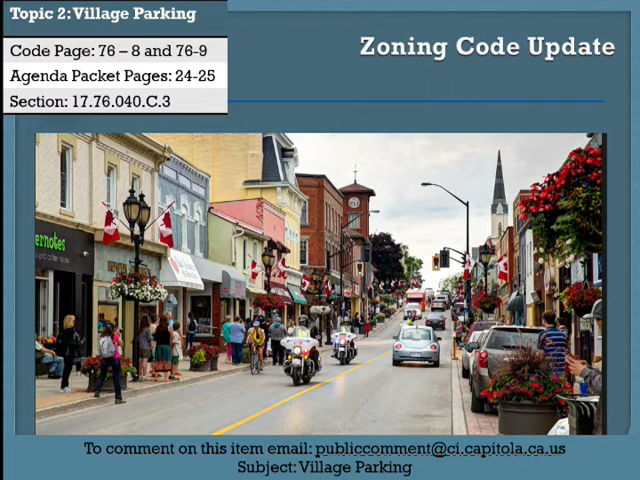 Topic 2: Village Parking
Code Page: 76 – 8 and 76-9
Agenda Packet Pages: 24-25
Section: 17.76.040.C.3
Zoning Code Update
ernotes
To comment on this item email: publiccomment@ci.capitola.ca.us
Subject: Village Parking